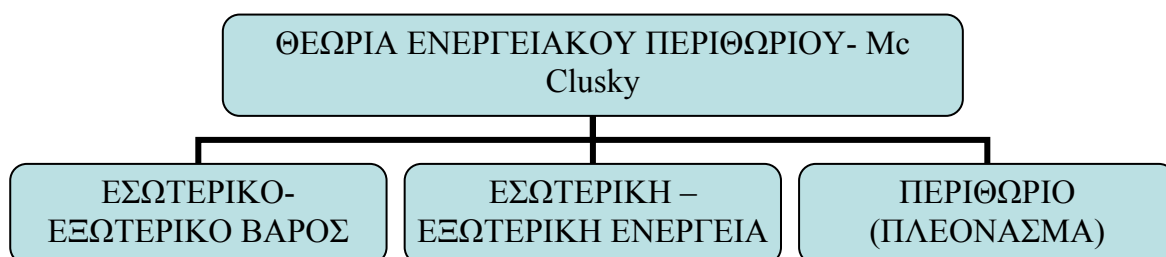 ΘΕΩΡΙΑ ΕΝΕΡΓΕΙΑΚΟΥ ΠΕΡΙΘΩΡΙΟΥ- Mc
Clusky
ΕΣΩΤΕΡΙΚΟ-
ΕΞΩΤΕΡΙΚΟ ΒΑΡΟΣ
ΕΣΩΤΕΡΙΚΗ –
ΕΞΩΤΕΡΙΚΗ ΕΝΕΡΓΕΙΑ
ΠΕΡΙΘΩΡΙΟ
(ΠΛΕΟΝΑΣΜΑ)